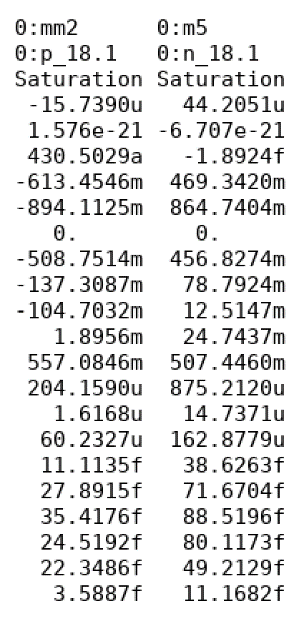 0:mm2      0:m5
0:p_18.1   0:n_18.1
Saturation Saturation
-15.7390u   44.2051u
1.576e-21 -6.707e-21
430.5029a   -1.8924f
-613.4546m  469.3420m
-894.1125m  864.7404m
0.         0.
-508.7514m  456.8274m
-137.3087m   78.7924m
-104.7032m   12.5147m
1.8956m   24.7437m
557.0846m  507.4460m
204.1590u  875.2120u
1.6168u   14.7371u
60.2327u  162.8779u
11.1135f   38.6263f
27.8915f   71.6704f
35.4176f   88.5196f
24.5192f   80.1173f
22.3486f   49.2129f
3.5887f   11.1682f